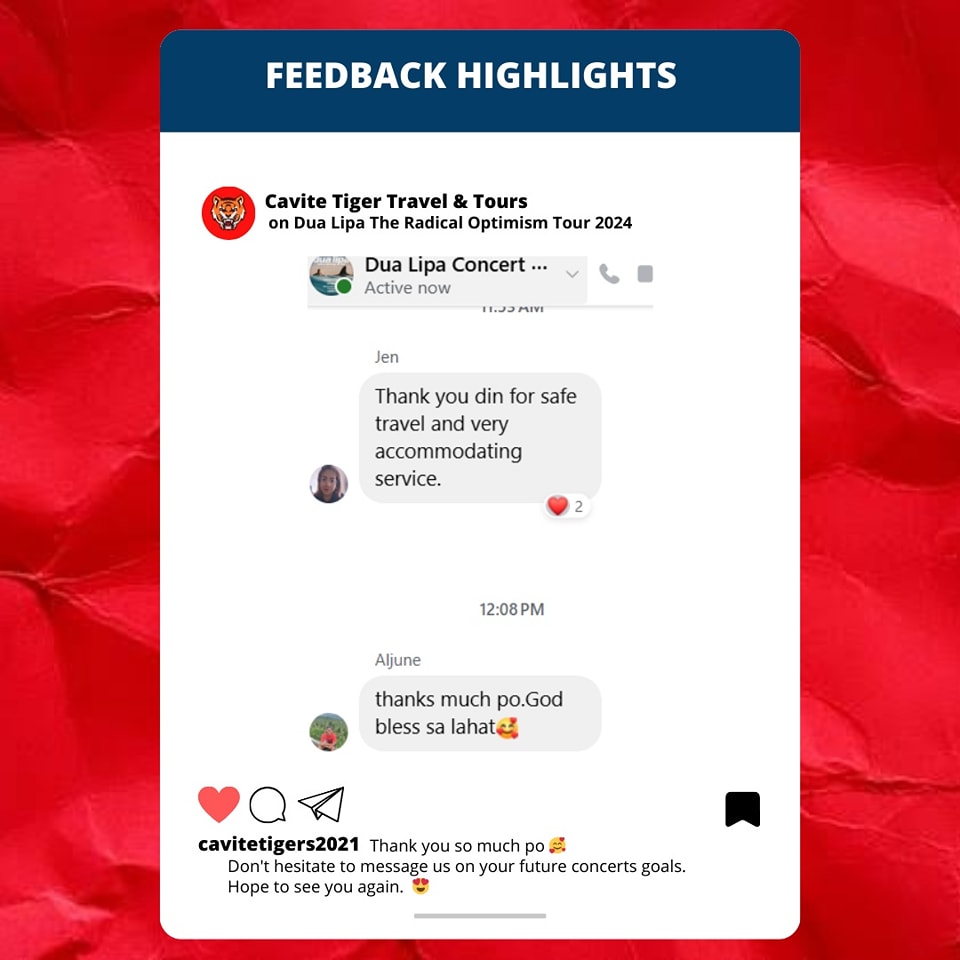 FEEDBACK HIGHLIGHTS
Cavite Tiger Travel & Tours
on Dua Lipa The Radical Optimism Tour 2024
Dua Lipa Concert ...
Active now
Jen
Thank you din for safe
travel and very
accommodating
service.
2
12:08 PM
Aljune
thanks much po.God
bless sa lahat🥰
cavitetigers2021 Thank you so much po 🥰
Don't hesitate to message us on your future concerts goals.
Hope to see you again. 😍